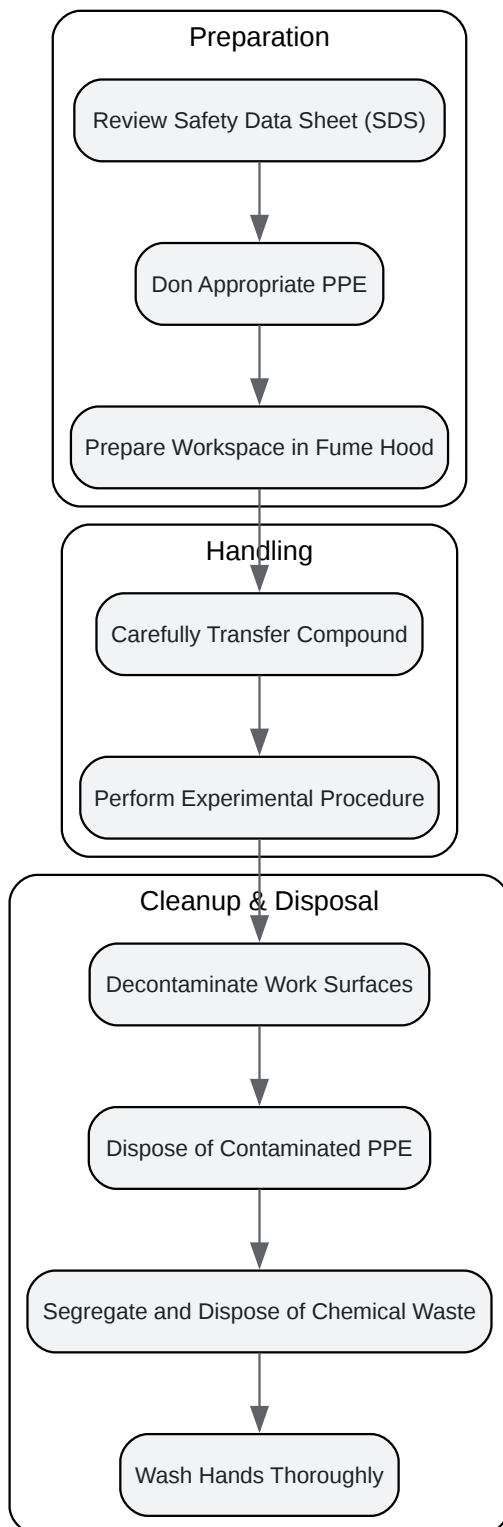 Preparation
Review Safety Data Sheet (SDS)
Don Appropriate PPE
Prepare Workspace in Fume Hood
Handling
Carefully Transfer Compound
Perform Experimental Procedure
Cleanup & Disposal
Decontaminate Work Surfaces
Dispose of Contaminated PPE
Segregate and Dispose of Chemical Waste
Wash Hands Thoroughly